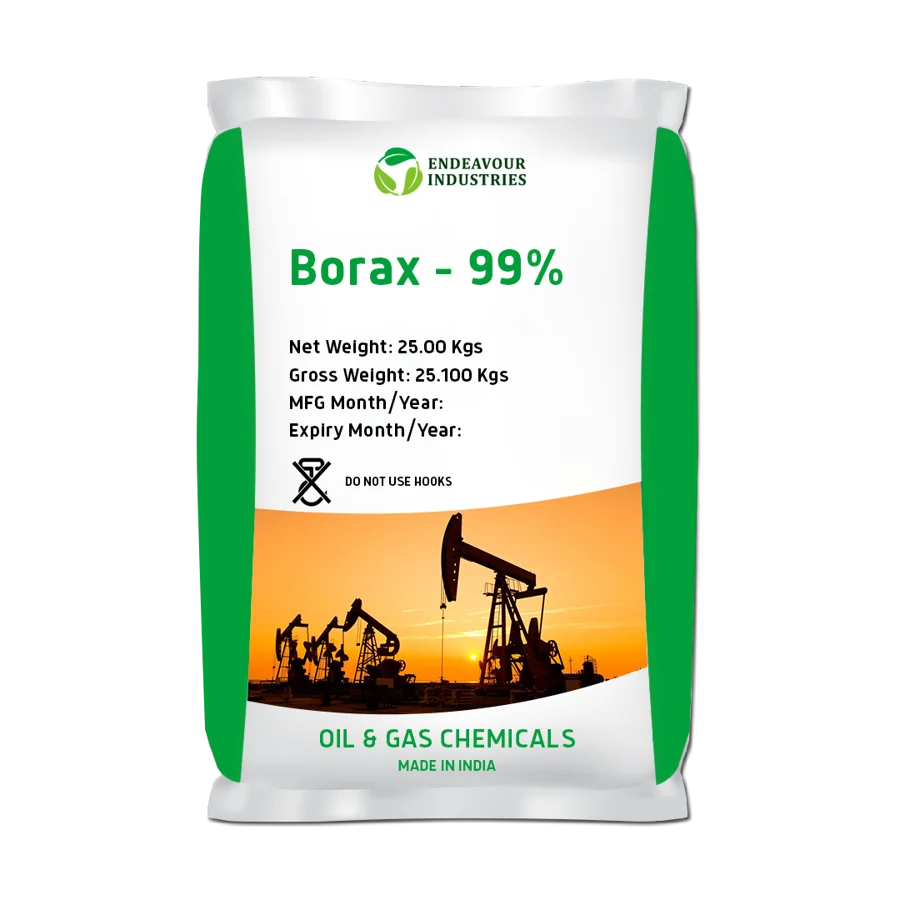 ENDEAVOUR
INDUSTRIES
Borax - 99%
Net Weight: 25.00 Kgs
Gross Weight: 25.100 Kgs
MFG Month/Year:
Expiry Month/Year:
DO NOT USE HOOKS
OIL & GAS CHEMICALS
MADE IN INDIA